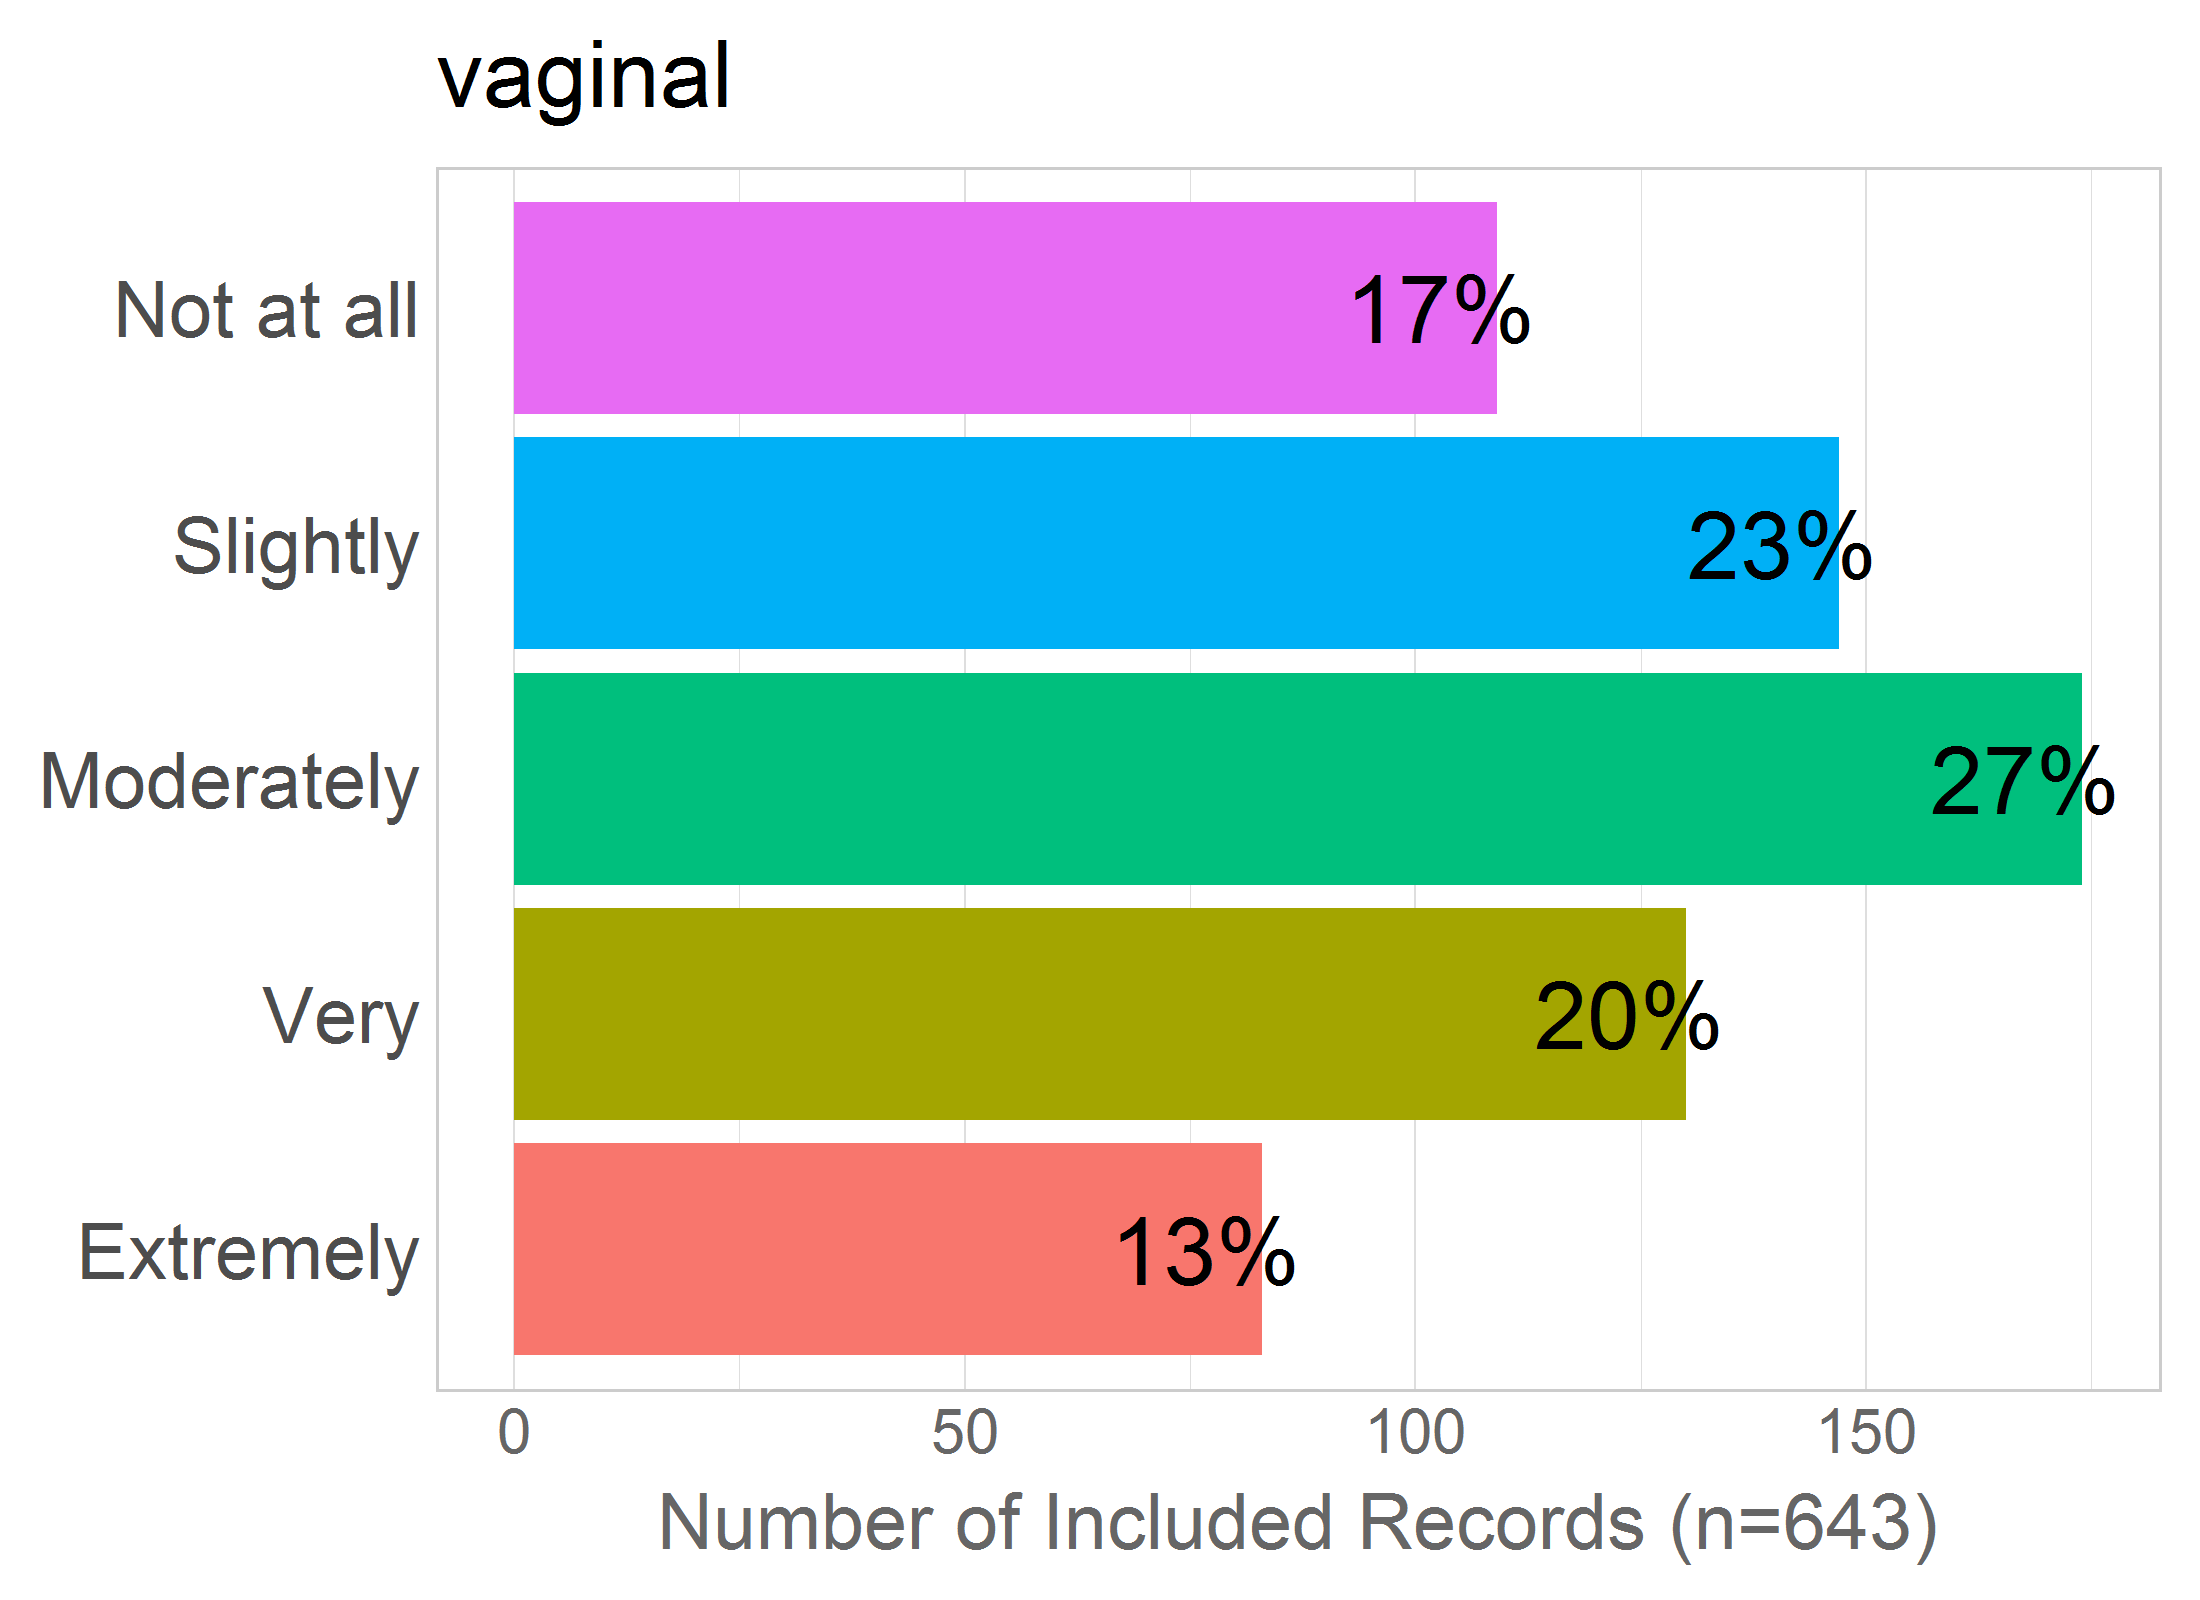 vaginal
Not at all
17%
Slightly
23%
Moderately
27%
Very
20%
Extremely
13%
0 50 100 150
Number of Included Records (n=643)